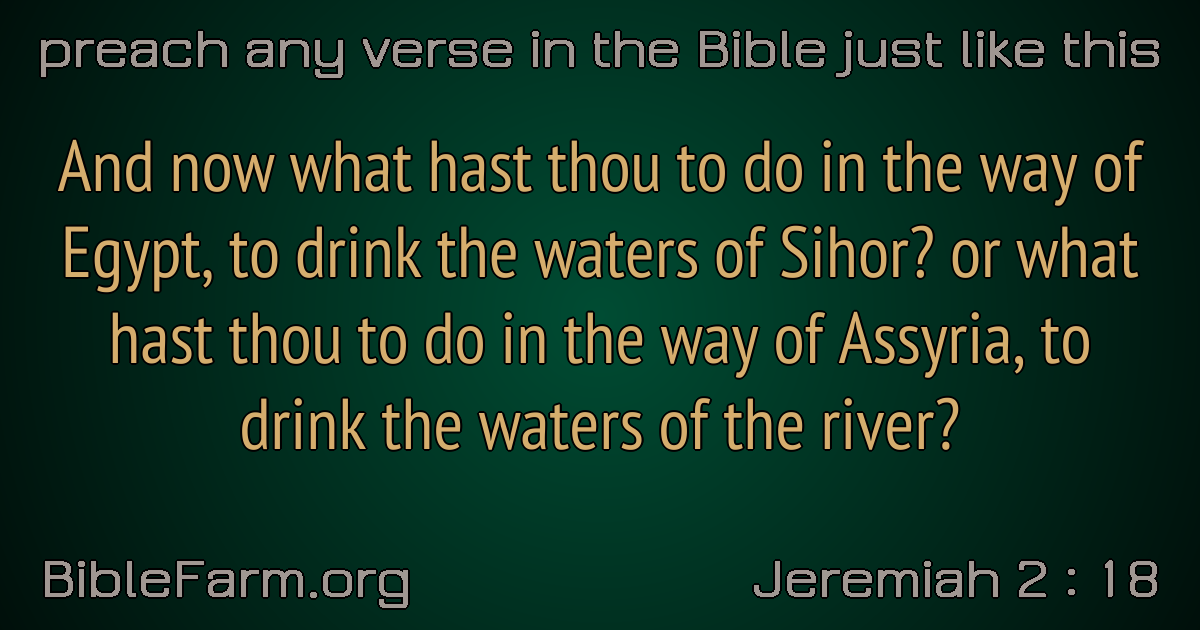 preach any verse in the Bible just like this
And now what hast thou to do in the way of
Egypt, to drink the waters of Sihor? or what
hast thou to do in the way of Assyria, to
drink the waters of the river?
BibleFarm.org
Jeremiah 2 : 18